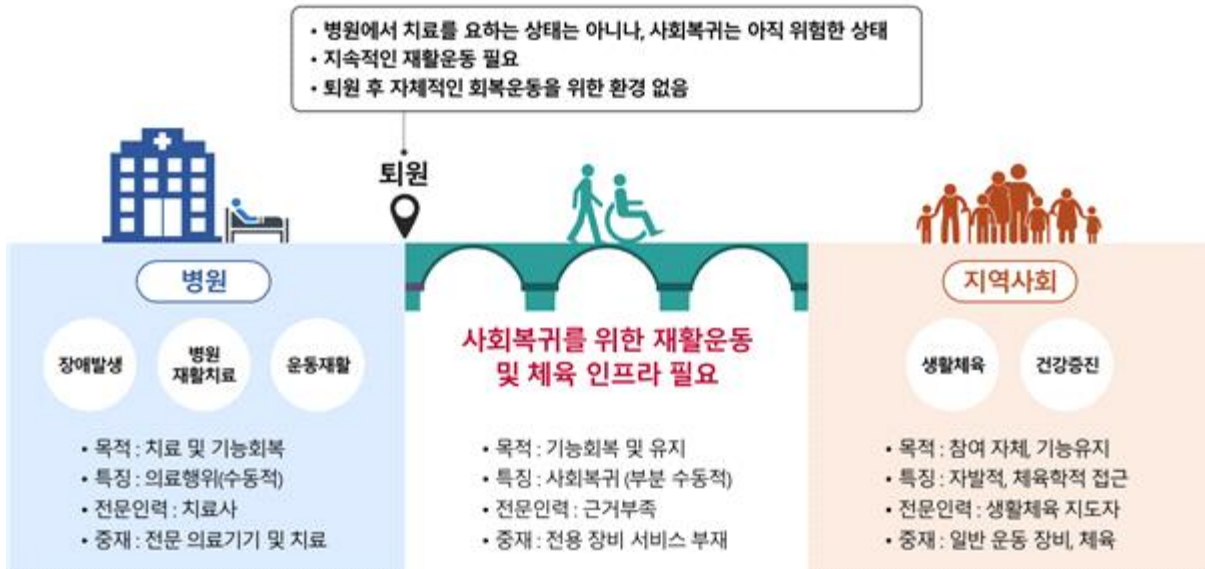 • 병원에서 치료를 요하는 상태는 아니나, 사회복귀는 아직 위험한 상태
• 지속적인 재활운동 필요
• 퇴원 후 자체적인 회복운동을 위한 환경 없음
퇴원
병원
장애발생
병원
재활치료
운동재활
• 목적 : 치료 및 기능회복
• 특징 : 의료행위(수동적)
• 전문인력 : 치료사
• 중재 : 전문 의료기기 및 치료
사회복귀를 위한 재활운동
및 체육 인프라 필요
• 목적 : 기능회복 및 유지
• 특징 : 사회복귀 (부분 수동적)
• 전문인력 : 근거부족
• 중재 : 전용 장비 서비스 부재
지역사회
생활체육
건강증진
• 목적 : 참여 자체, 기능유지
• 특징 : 자발적, 체육학적 접근
• 전문인력 : 생활체육 지도자
• 중재 : 일반 운동 장비, 체육